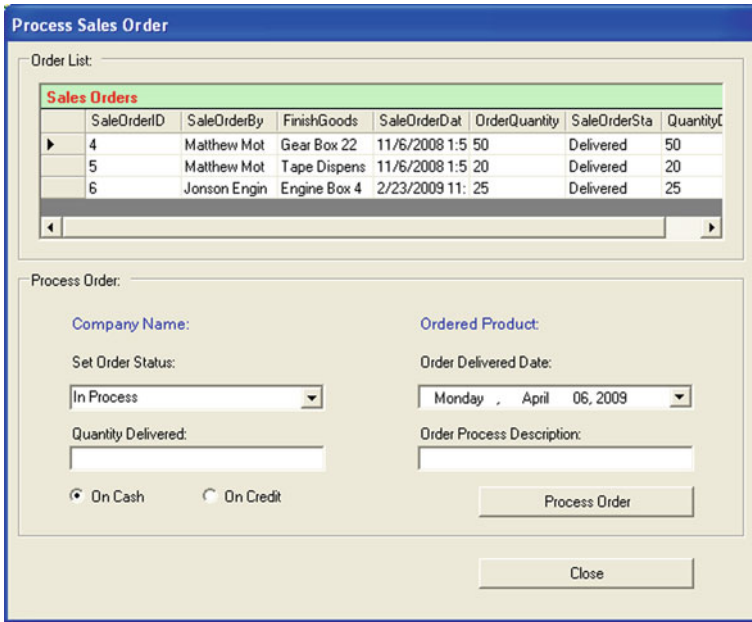 Process Sales Order
Order List:
Sales Orders
SaleOrderID SaleOrderBy FinishGoods SaleOrderDat OrderQuantity SaleOrderSta QuantityD
4 Matthew Mot Gear Box 22 11/6/2008 1:5 50 Delivered 50
5 Matthew Mot Tape Dispens 11/6/2008 1:5 20 Delivered 20
6 Jonson Engin Engine Box 4 2/23/2009 11: 25 Delivered 25
Process Order:
Company Name: Ordered Product:
Set Order Status: Order Delivered Date:
In Process Monday , April 06, 2009
Quantity Delivered: Order Process Description:
On Cash On Credit Process Order
Close